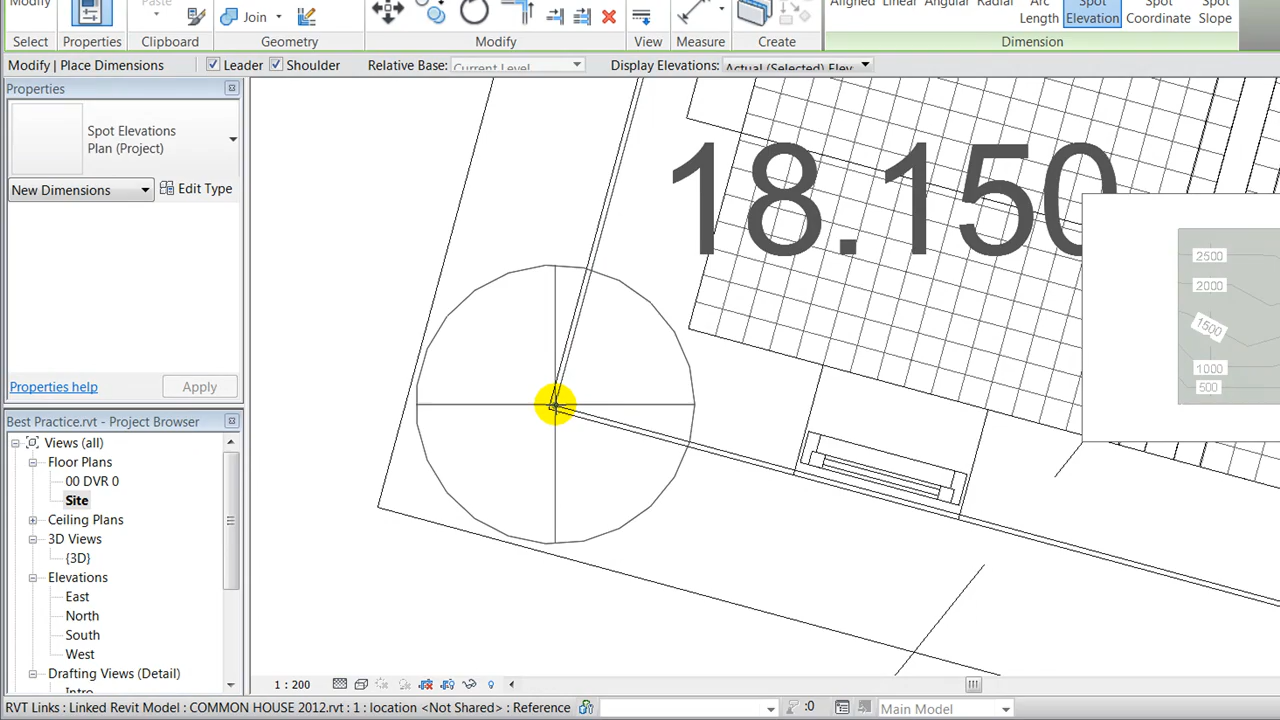 Modify
Paste
Join
Arc
Spot
Spot
Spot
Aligned Linear Angular Radial
Length
Elevation
Coordinate
Slope
Select
Properties
Clipboard
Geometry
Modify
View
Measure
Create
Dimension
Modify | Place Dimensions
Leader
Shoulder
Relative Base:
Current Level
Display Elevations:
Actual (Selected) Elev
Properties
Spot Elevations
Plan (Project)
New Dimensions
Edit Type
Properties help
Apply
Best Practice.rvt - Project Browser
Views (all)
Floor Plans
00 DVR 0
Site
Ceiling Plans
3D Views
{3D}
Elevations
East
North
South
West
Drafting Views (Detail)
Intro
18.150
2500
2000
1500
1000
500
1 : 200
RVT Links : Linked Revit Model : COMMON HOUSE 2012.rvt : 1 : location <Not Shared> : Reference
:0
Main Model